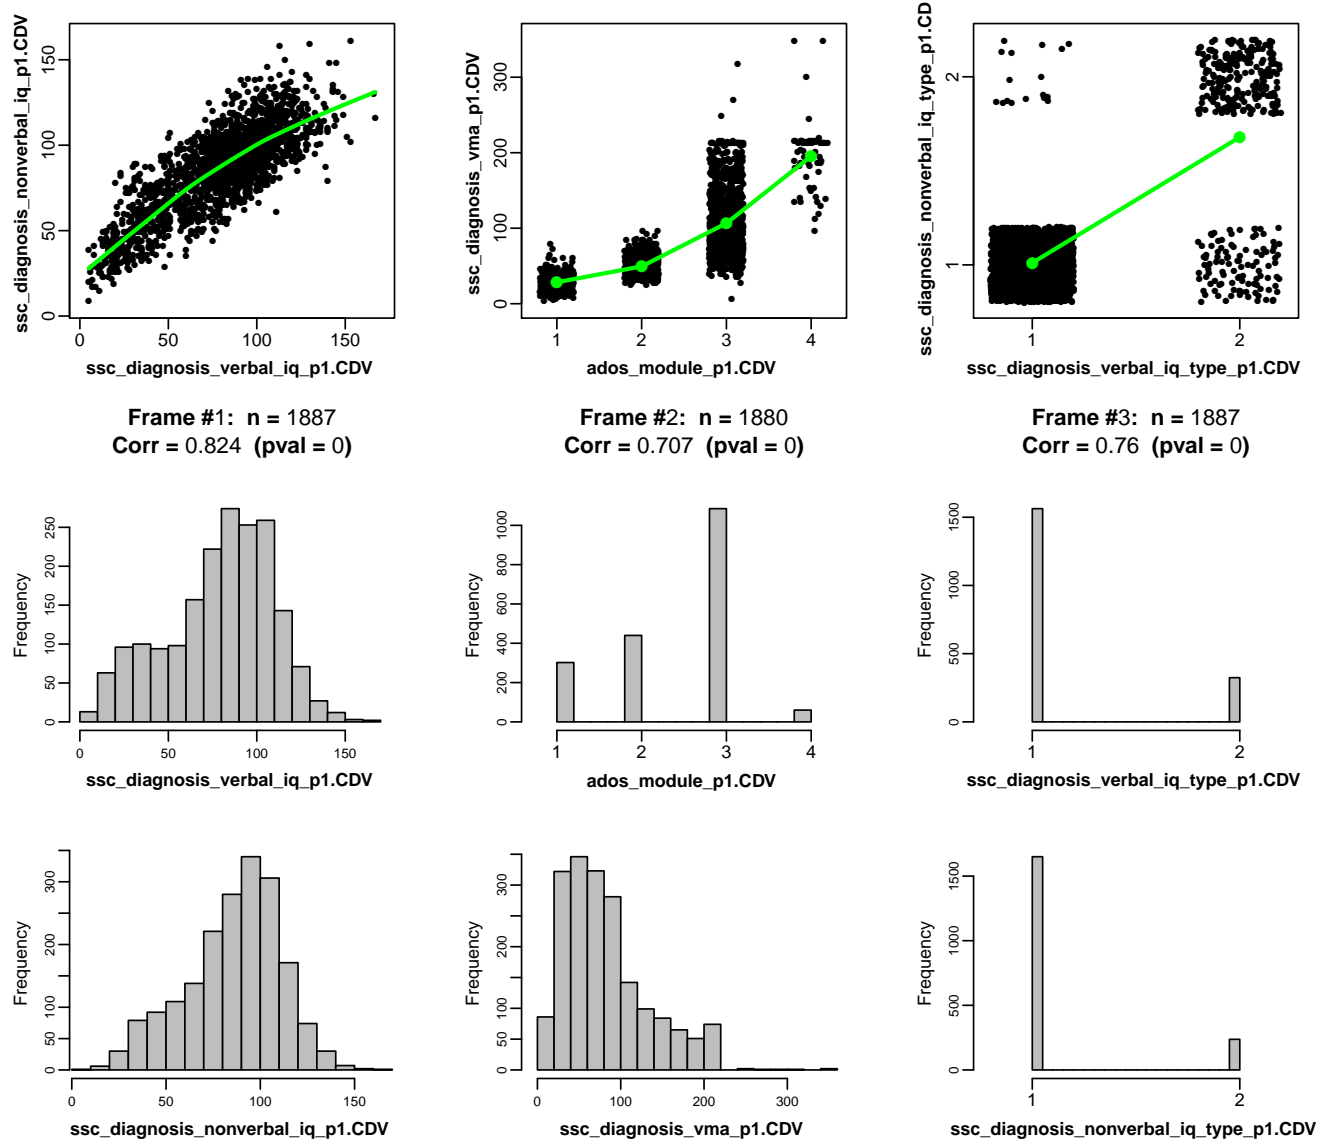 ssc_diagnosis_nonverbal_iq_p1.CDV
0 50 100 150
0 50 100 150
ssc_diagnosis_verbal_iq_p1.CDV
ssc_diagnosis_vma_p1.CDV
0 100 200 300
1 2 3 4
ados_module_p1.CDV
ssc_diagnosis_nonverbal_iq_type_p1.CD
1 2
1 2
ssc_diagnosis_verbal_iq_type_p1.CDV
Frame #1: n = 1887
Corr = 0.824 (pval = 0)
Frame #2: n = 1880
Corr = 0.707 (pval = 0)
Frame #3: n = 1887
Corr = 0.76 (pval = 0)
Frequency
0 50 100 150 200 250
0 50 100 150
ssc_diagnosis_verbal_iq_p1.CDV
Frequency
0 200 400 600 1000
1 2 3 4
ados_module_p1.CDV
Frequency
0 500 1000 1500
1 2
ssc_diagnosis_verbal_iq_type_p1.CDV
Frequency
0 50 100 200 300
0 50 100 150
ssc_diagnosis_nonverbal_iq_p1.CDV
Frequency
0 50 100 200 300
0 100 200 300
ssc_diagnosis_vma_p1.CDV
Frequency
0 500 1000 1500
1 2
ssc_diagnosis_nonverbal_iq_type_p1.CDV